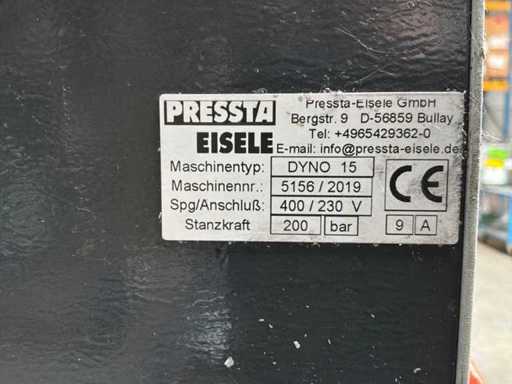 PRESSTA
EISELE
Pressta-Eisele GmbH
Bergstr. 9 D-56859 Bullay
Tel: +4965429362-0
E-mail: info@pressta-eisele.de
Maschinentyp: DYNO 15
Maschinennr.: 5156 / 2019
Spg/Anschluß: 400 / 230 V
Stanzkraft 200 bar 9 A
CE